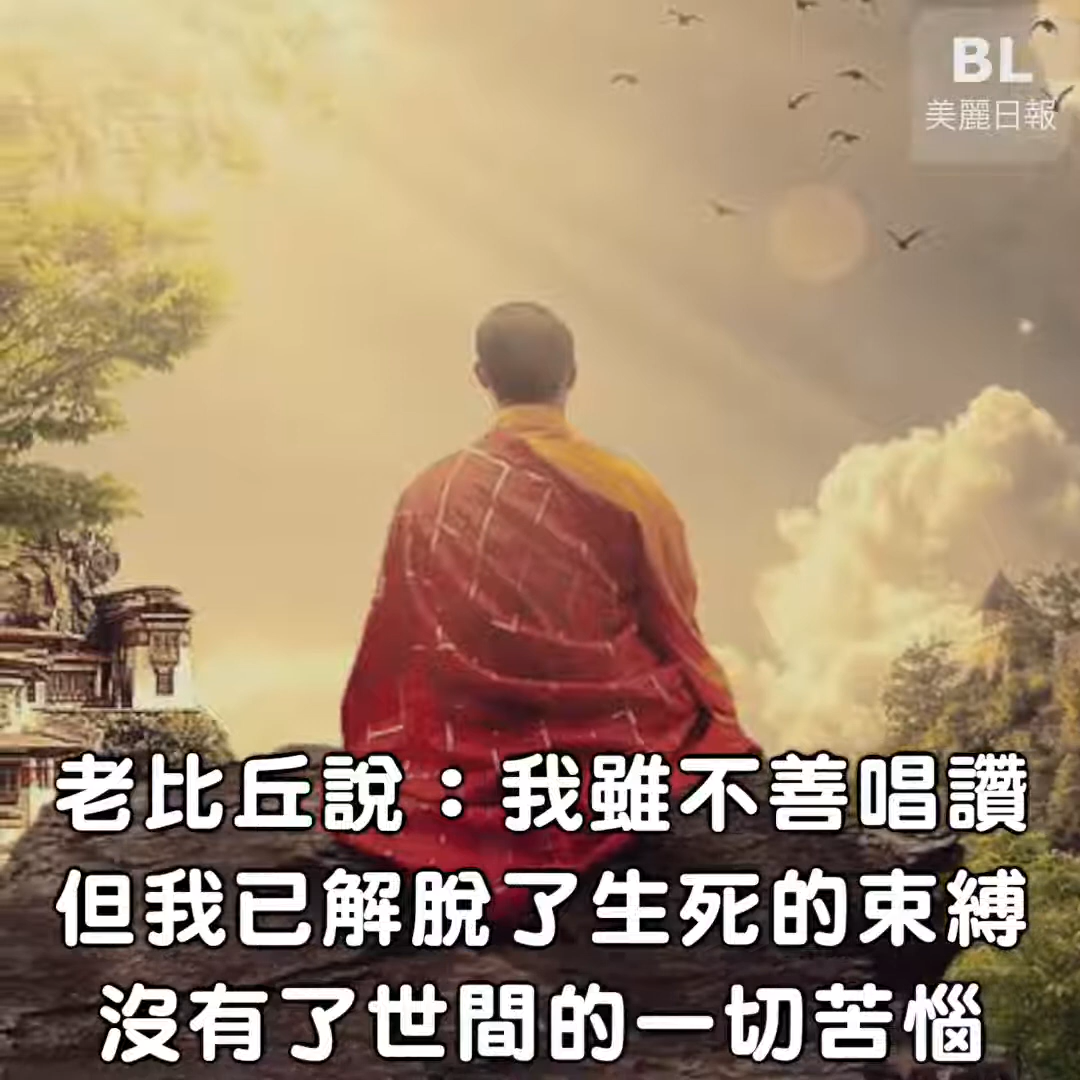 BL
美麗日報
老比丘說：我雖不善唱讚
但我已解脫了生死的束縛
沒有了世間的一切苦惱